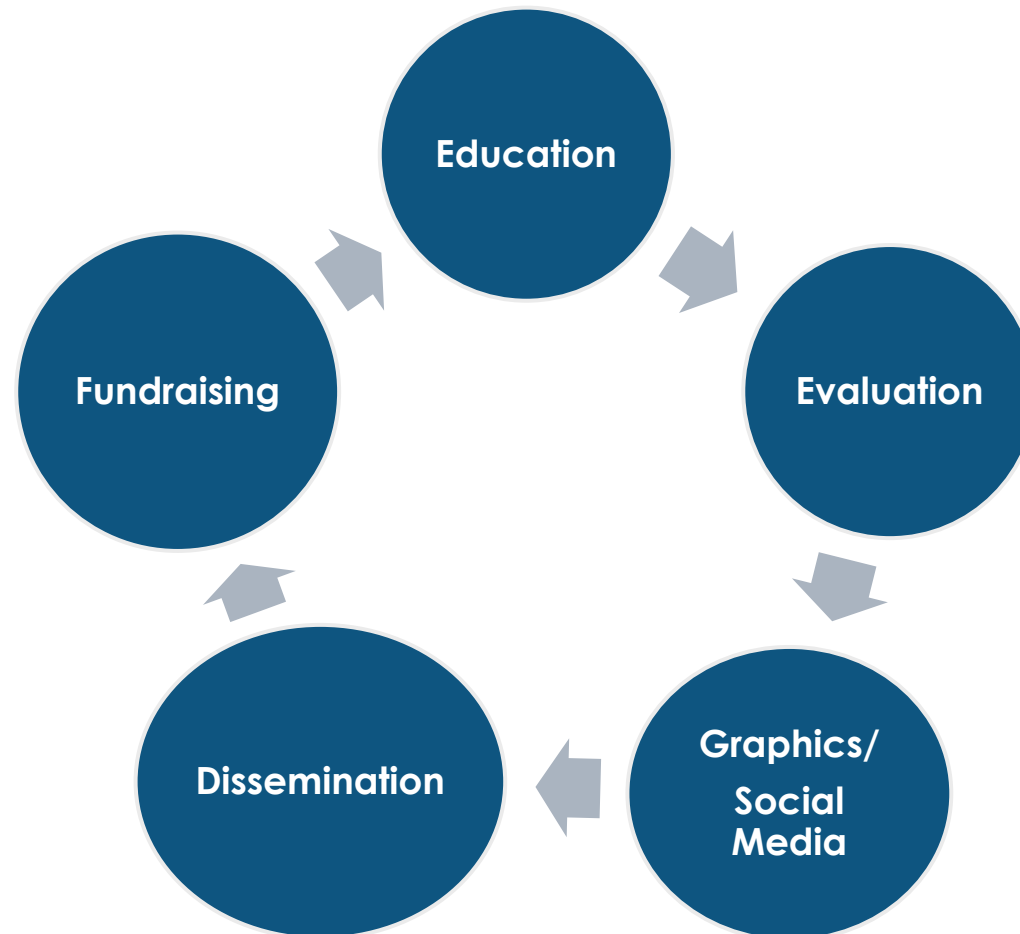 Education
Evaluation
Graphics/
Social
Media
Dissemination
Fundraising